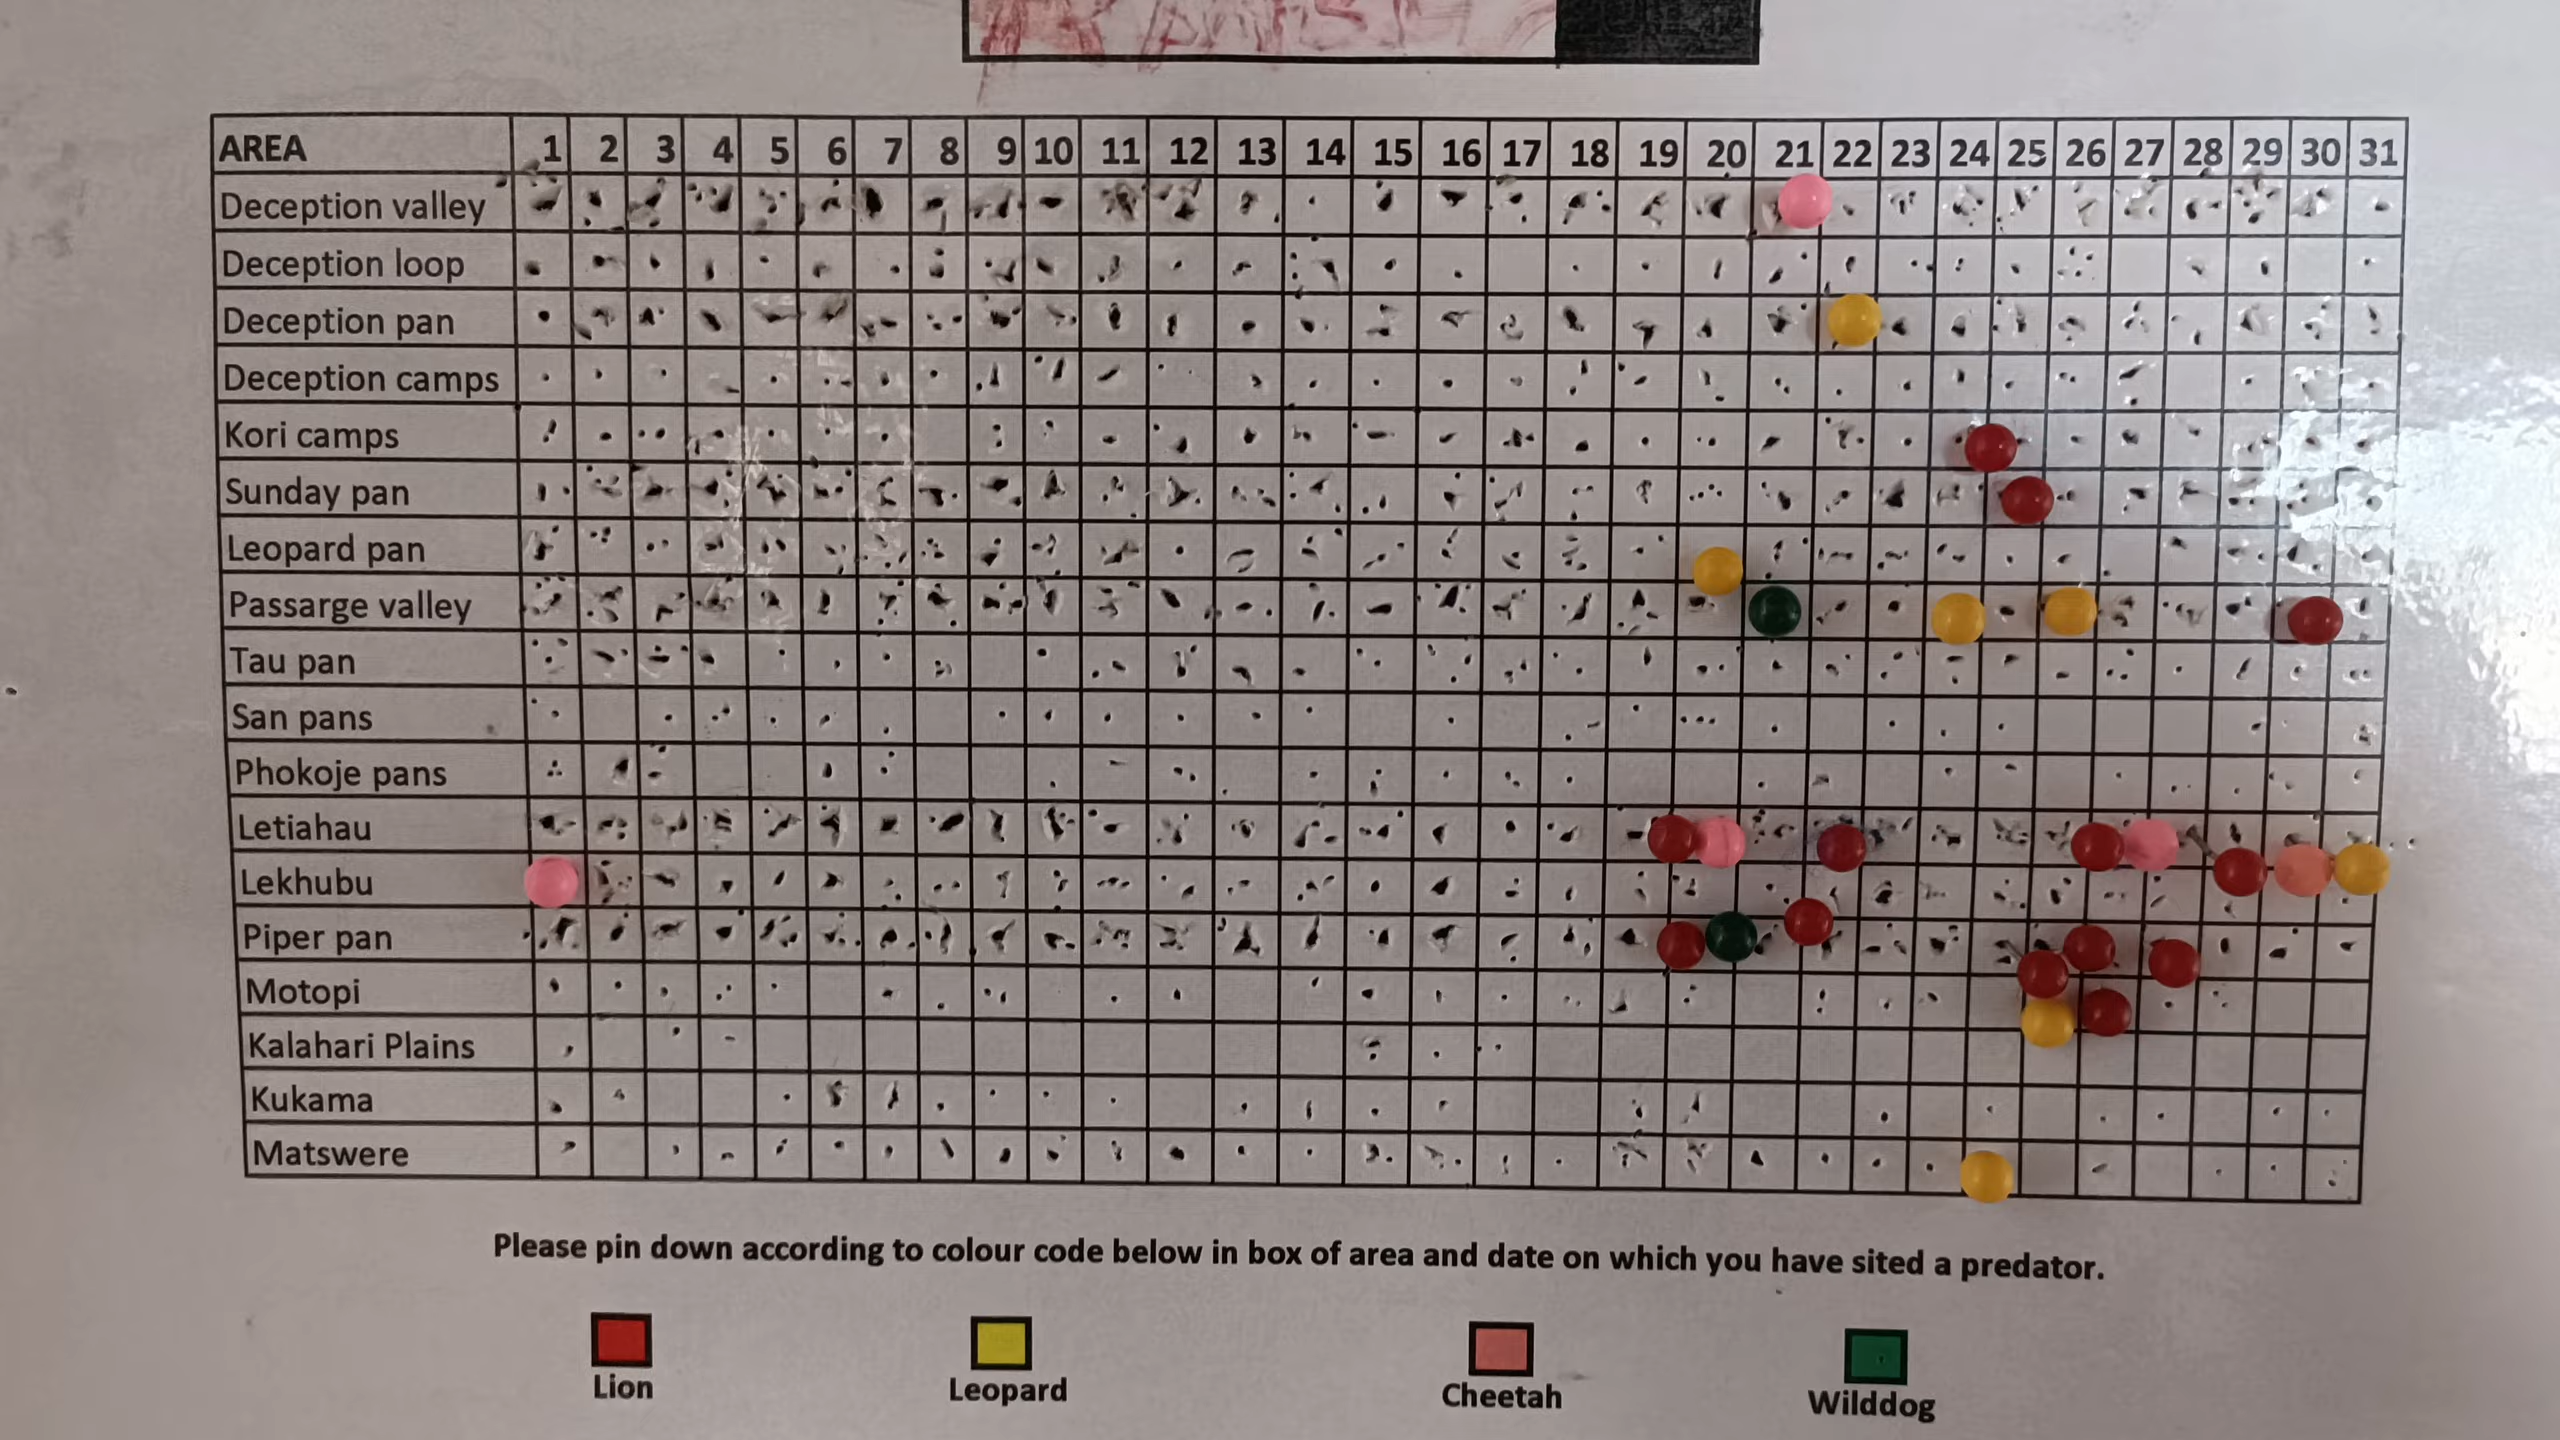 AREA 1 2 3 4 5 6 7 8 9 10 11 12 13 14 15 16 17 18 19 20 21 22 23 24 25 26 27 28 29 30 31
Deception valley
Deception loop
Deception pan
Deception camps
Kori camps
Sunday pan
Leopard pan
Passarge valley
Tau pan
San pans
Phokoje pans
Letiahau
Lekhubu
Piper pan
Motopi
Kalahari Plains
Kukama
Matswere
Please pin down according to colour code below in box of area and date on which you have sited a predator.
Lion Leopard Cheetah Wilddog